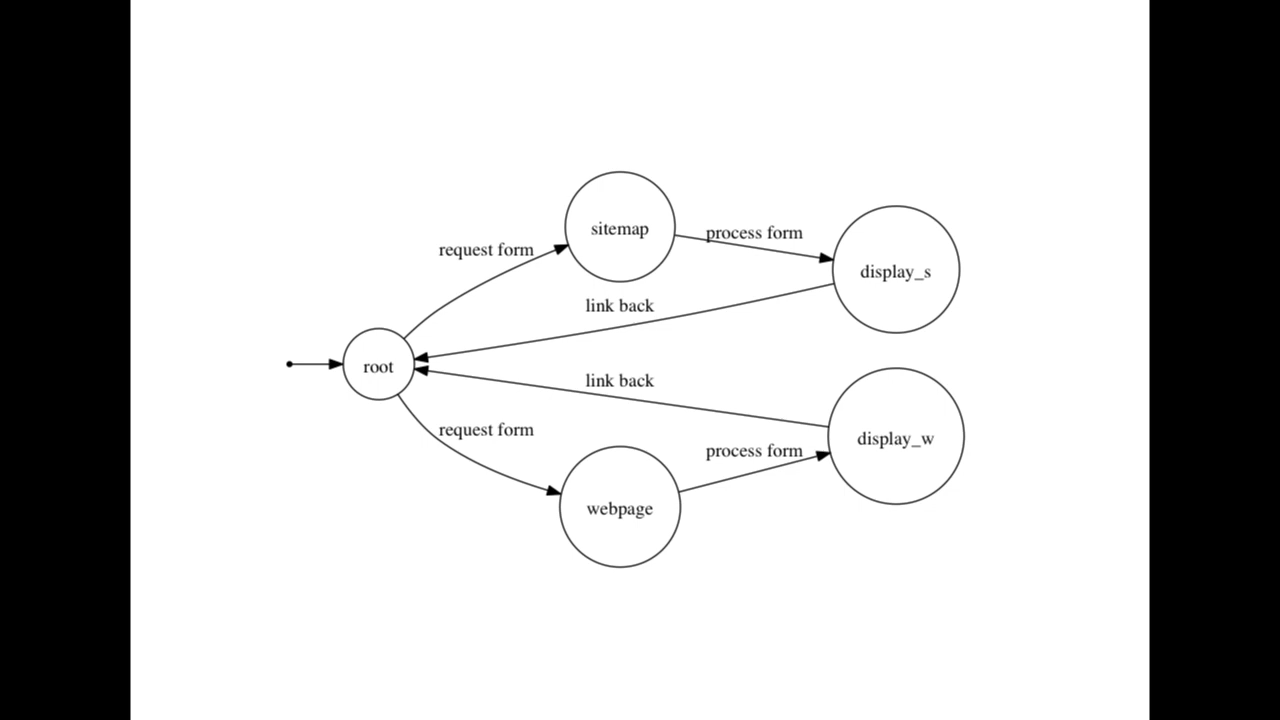 sitemap
process form
request form
display_s
link back
root
link back
request form
display_w
process form
webpage